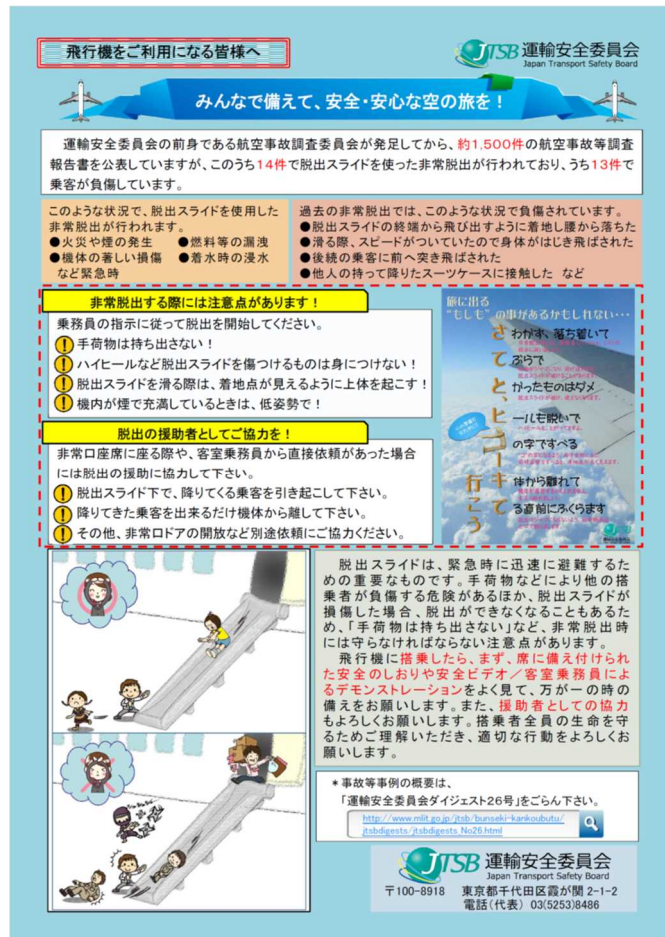 飛行機をご利用になる皆様へ
JTSB 運輸安全委員会
Japan Transport Safety Board
みんなで備えて、安全・安心な空の旅を！
運輸安全委員会の前身である航空事故調査委員会が発足してから、約1,500件の航空事故等調査
報告書を公表していますが、このうち14件で脱出スライドを使った非常脱出が行われており、うち13件で
乗客が負傷しています。
このような状況で、脱出スライドを使用した
非常脱出が行われます。
●火災や煙の発生 ●燃料等の漏洩
●機体の著しい損傷 ●着水時の浸水
など緊急時
過去の非常脱出では、このような状況で負傷されています。
●脱出スライドの終端から飛び出すように着地し腰から落ちた
●滑る際、スピードがついていたので身体がはじき飛ばされた
●後続の乗客に前へ突き飛ばされた
●他人の持って降りたスーツケースに接触した など
非常脱出する際には注意点があります！
乗務員の指示に従って脱出を開始してください。
！手荷物は持ち出さない！
！ハイヒールなど脱出スライドを傷つけるものは身につけない！
！脱出スライドを滑る際は、着地点が見えるように上体を起こす！
！機内が煙で充満しているときは、低姿勢で！
脱出の援助者としてご協力を！
非常口座席に座る際や、客室乗務員から直接依頼があった場合
には脱出の援助に協力して下さい。
！脱出スライド下で、降りてくる乗客を引き起こして下さい。
！降りてきた乗客を出来るだけ機体から離して下さい。
！その他、非常口ドアの開放など別途依頼にご協力ください。
旅に出る
“もしも”の事があるかもしれない・・・
さわがず、落ち着いて
てぶらで
とがったものはダメ
ヒールも脱いで
コの字ですべる
キ体から離れて
でる直前にふくらます
行こう
JTSB
脱出スライドは、緊急時に迅速に避難するた
めの重要なものです。手荷物などにより他の搭
乗者が負傷する危険があるほか、脱出スライドが
損傷した場合、脱出ができなくなることもあるた
め、「手荷物は持ち出さない」など、非常脱出時
には守らなければならない注意点があります。
飛行機に搭乗したら、まず、席に備え付けられ
た安全のしおりや安全ビデオ／客室乗務員によ
るデモンストレーションをよく見て、万が一の時の
備えをお願いします。また、援助者としての協力
もよろしくお願いします。搭乗者全員の生命を守
るためご理解いただき、適切な行動をよろしくお
願いします。
＊事故等事例の概要は、
「運輸安全委員会ダイジェスト26号」をごらん下さい。
http://www.mlit.go.jp/jtsb/bunseki-kankoubutu/
jtsbdigests/jtsbdigests_No26.html
JTSB 運輸安全委員会
Japan Transport Safety Board
〒100-8918 東京都千代田区霞が関 2-1-2
電話（代表） 03(5253)8486